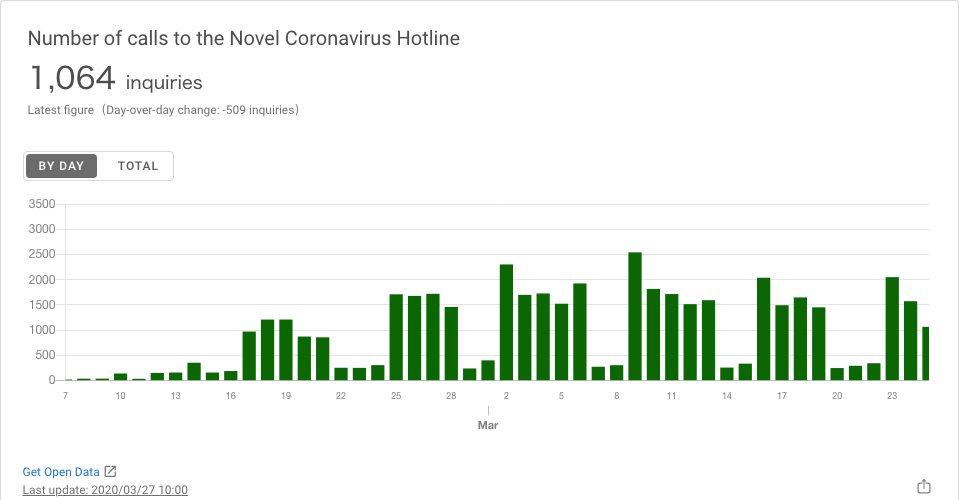 Number of calls to the Novel Coronavirus Hotline
1,064 inquiries
Latest figure （Day-over-day change: -509 inquiries）
BY DAY TOTAL
3500
3000
2500
2000
1500
1000
500
0
7 10 13 16 19 22 25 28 2 5 8 11 14 17 20 23
Mar
Get Open Data
Last update: 2020/03/27 10:00